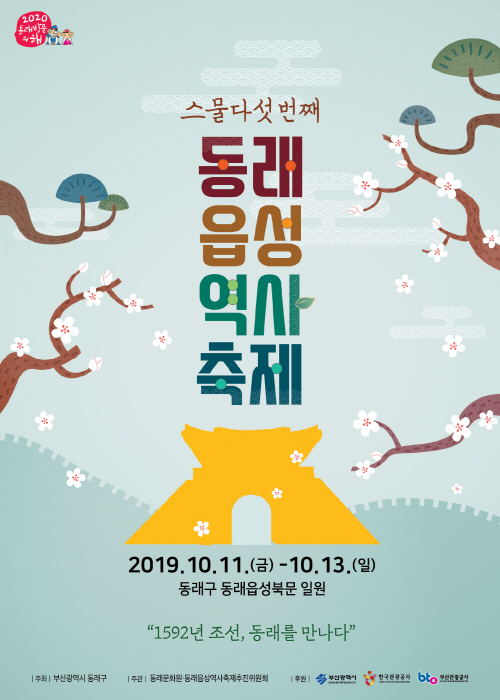 2020
동래방문
의 해
스물다섯 번째
동래
읍성
역사
축제
2019.10.11.(금) -10.13.(일)
동래구 동래읍성북문 일원
“1592년 조선, 동래를 만나다”
| 주최 | 부산광역시 동래구 | 주관 | 동래문화원·동래읍성역사축제추진위원회 | 후원 | 부산광역시 한국관광공사 bto 부산관광공사